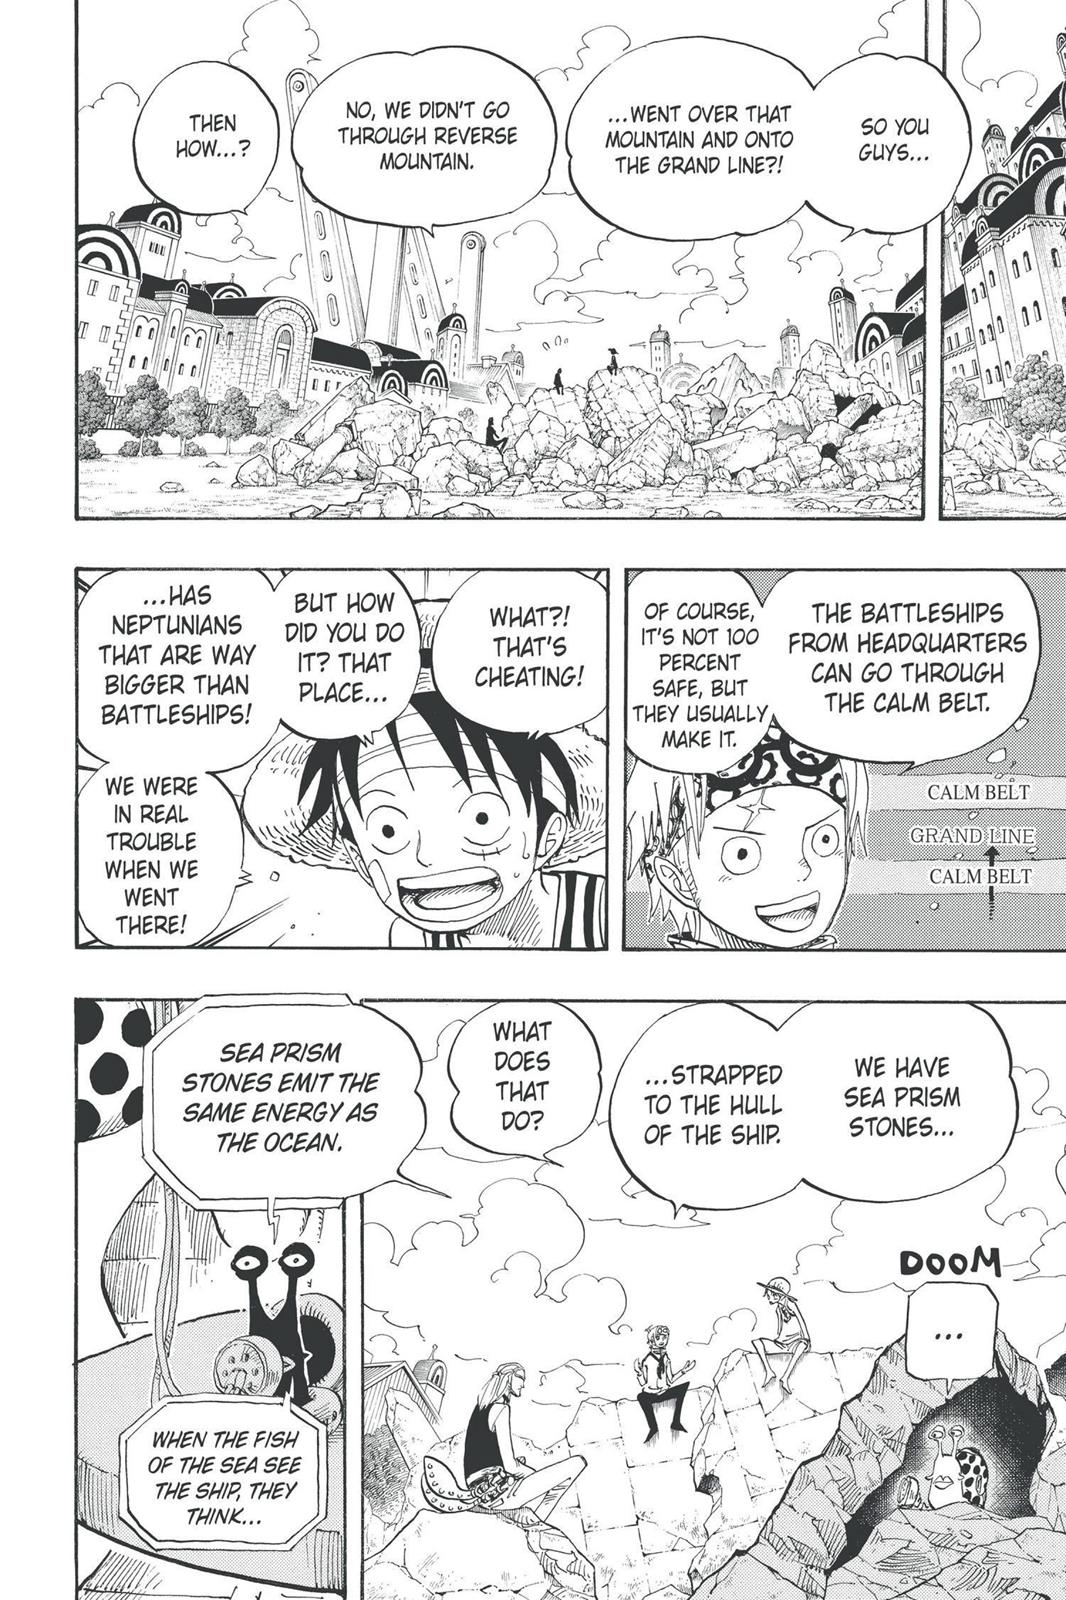 SO YOU
GUYS...
...WENT OVER THAT
MOUNTAIN AND ONTO
THE GRAND LINE?!
NO, WE DIDN'T GO
THROUGH REVERSE
MOUNTAIN.
THEN
HOW...?
THE BATTLESHIPS
FROM HEADQUARTERS
CAN GO THROUGH
THE CALM BELT.
OF COURSE,
IT'S NOT 100
PERCENT
SAFE, BUT
THEY USUALLY
MAKE IT.
CALM BELT
GRAND LINE
CALM BELT
WHAT?!
THAT'S
CHEATING!
BUT HOW
DID YOU DO
IT? THAT
PLACE...
...HAS
NEPTUNIANS
THAT ARE WAY
BIGGER THAN
BATTLESHIPS!
WE WERE
IN REAL
TROUBLE
WHEN WE
WENT
THERE!
WE HAVE
SEA PRISM
STONES...
...STRAPPED
TO THE HULL
OF THE SHIP.
WHAT
DOES
THAT
DO?
DOOM
...
SEA PRISM
STONES EMIT THE
SAME ENERGY AS
THE OCEAN.
WHEN THE FISH
OF THE SEA SEE
THE SHIP, THEY
THINK...